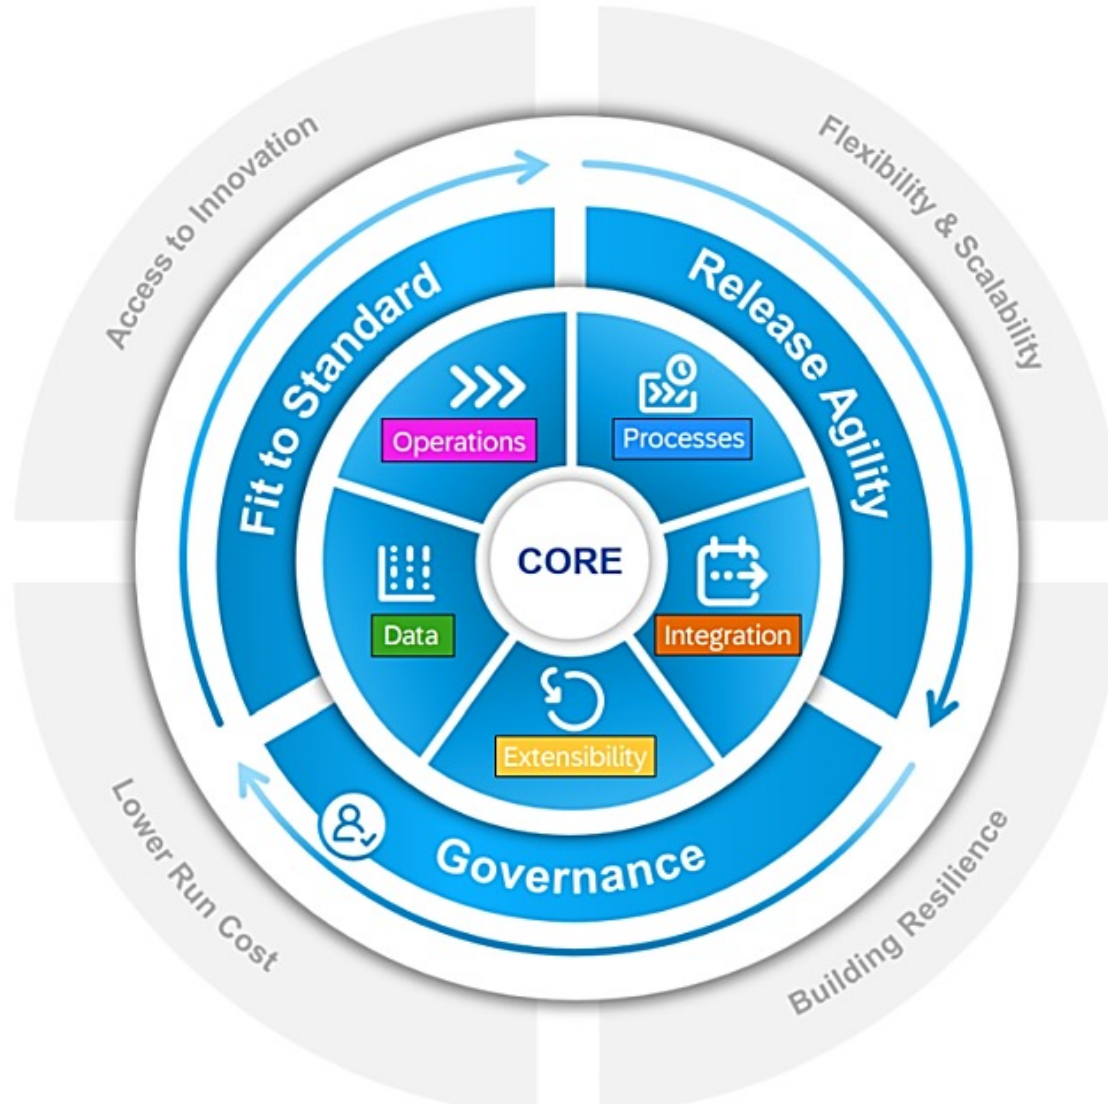 Access to Innovation
Flexibility & Scalability
Fit to Standard
Release Agility
Operations
Processes
CORE
Data
Integration
Extensibility
Governance
Lower Run Cost
Building Resilience